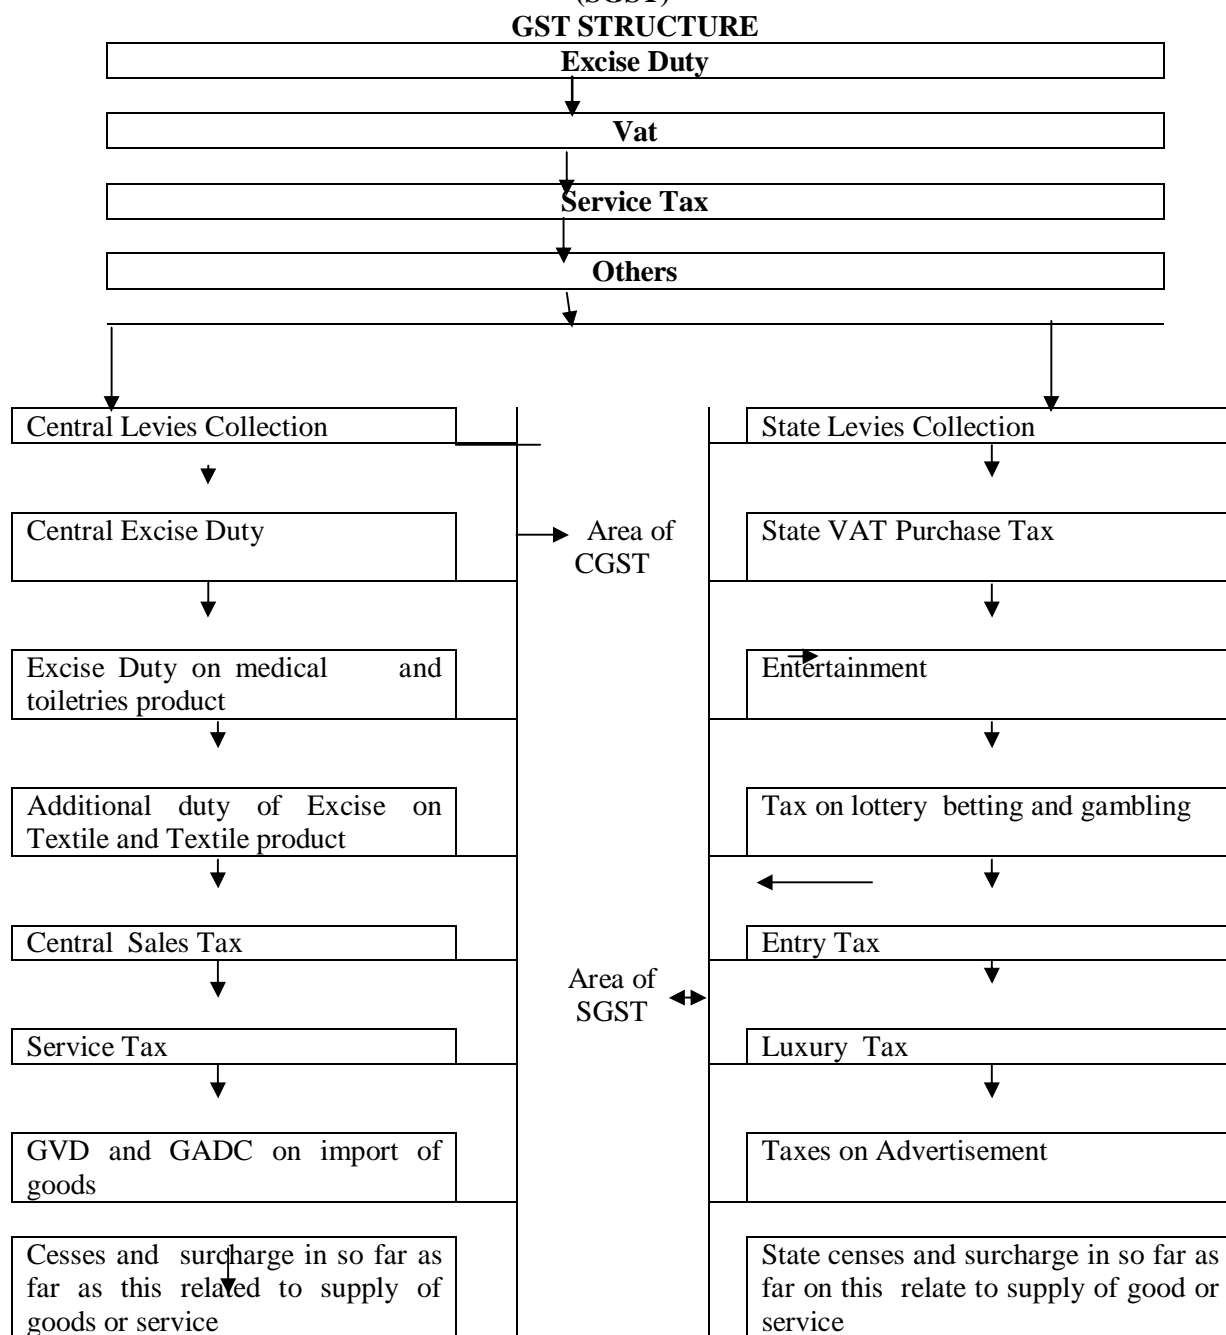 (SGST)
GST STRUCTURE
Excise Duty
Vat
Service Tax
Others
Central Levies Collection
Central Excise Duty
Excise Duty on medical and
toiletries product
Additional duty of Excise on
Textile and Textile product
Central Sales Tax
Service Tax
GVD and GADC on import of
goods
Cesses and surcharge in so far as
far as this related to supply of
goods or service
Area of
CGST
Area of
SGST
State Levies Collection
State VAT Purchase Tax
Entertainment
Tax on lottery betting and gambling
Entry Tax
Luxury Tax
Taxes on Advertisement
State censes and surcharge in so far as
far on this relate to supply of good or
service